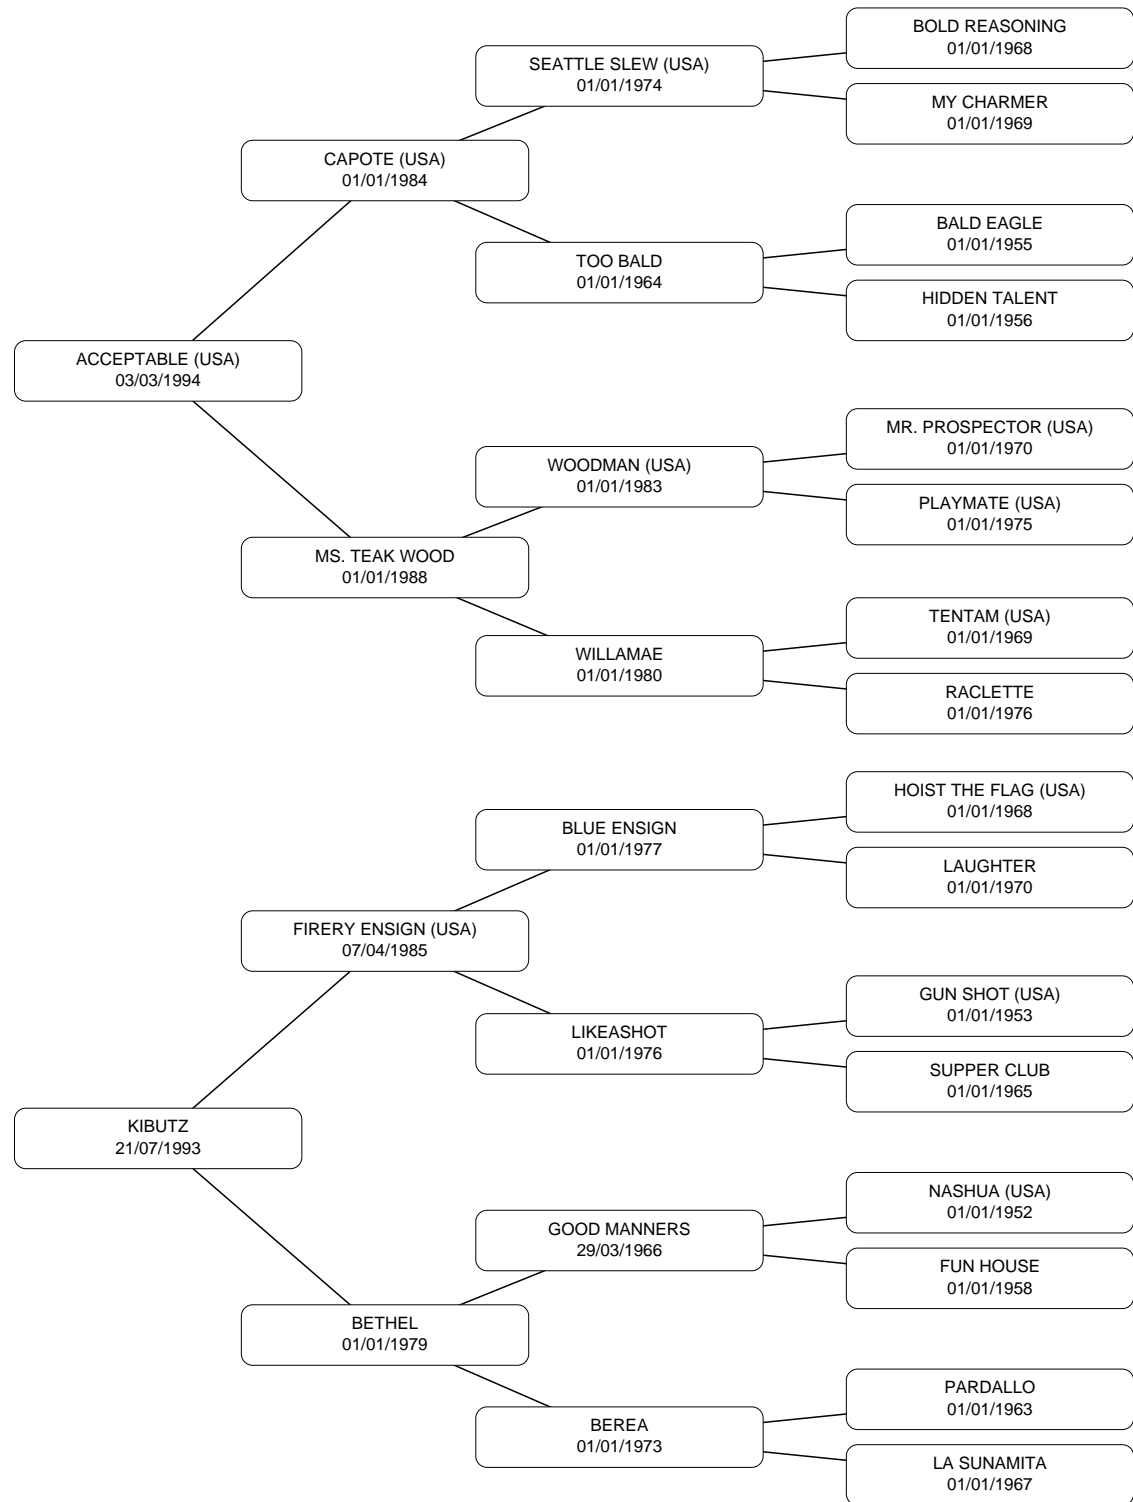 BOLD REASONING
01/01/1968
SEATTLE SLEW (USA)
01/01/1974
MY CHARMER
01/01/1969
CAPOTE (USA)
01/01/1984
BALD EAGLE
01/01/1955
TOO BALD
01/01/1964
HIDDEN TALENT
01/01/1956
ACCEPTABLE (USA)
03/03/1994
MR. PROSPECTOR (USA)
01/01/1970
WOODMAN (USA)
01/01/1983
PLAYMATE (USA)
01/01/1975
MS. TEAK WOOD
01/01/1988
TENTAM (USA)
01/01/1969
WILLAMAE
01/01/1980
RACLETTE
01/01/1976
HOIST THE FLAG (USA)
01/01/1968
BLUE ENSIGN
01/01/1977
LAUGHTER
01/01/1970
FIRERY ENSIGN (USA)
07/04/1985
GUN SHOT (USA)
01/01/1953
LIKEASHOT
01/01/1976
SUPPER CLUB
01/01/1965
KIBUTZ
21/07/1993
NASHUA (USA)
01/01/1952
GOOD MANNERS
29/03/1966
FUN HOUSE
01/01/1958
BETHEL
01/01/1979
PARDALLO
01/01/1963
BEREA
01/01/1973
LA SUNAMITA
01/01/1967